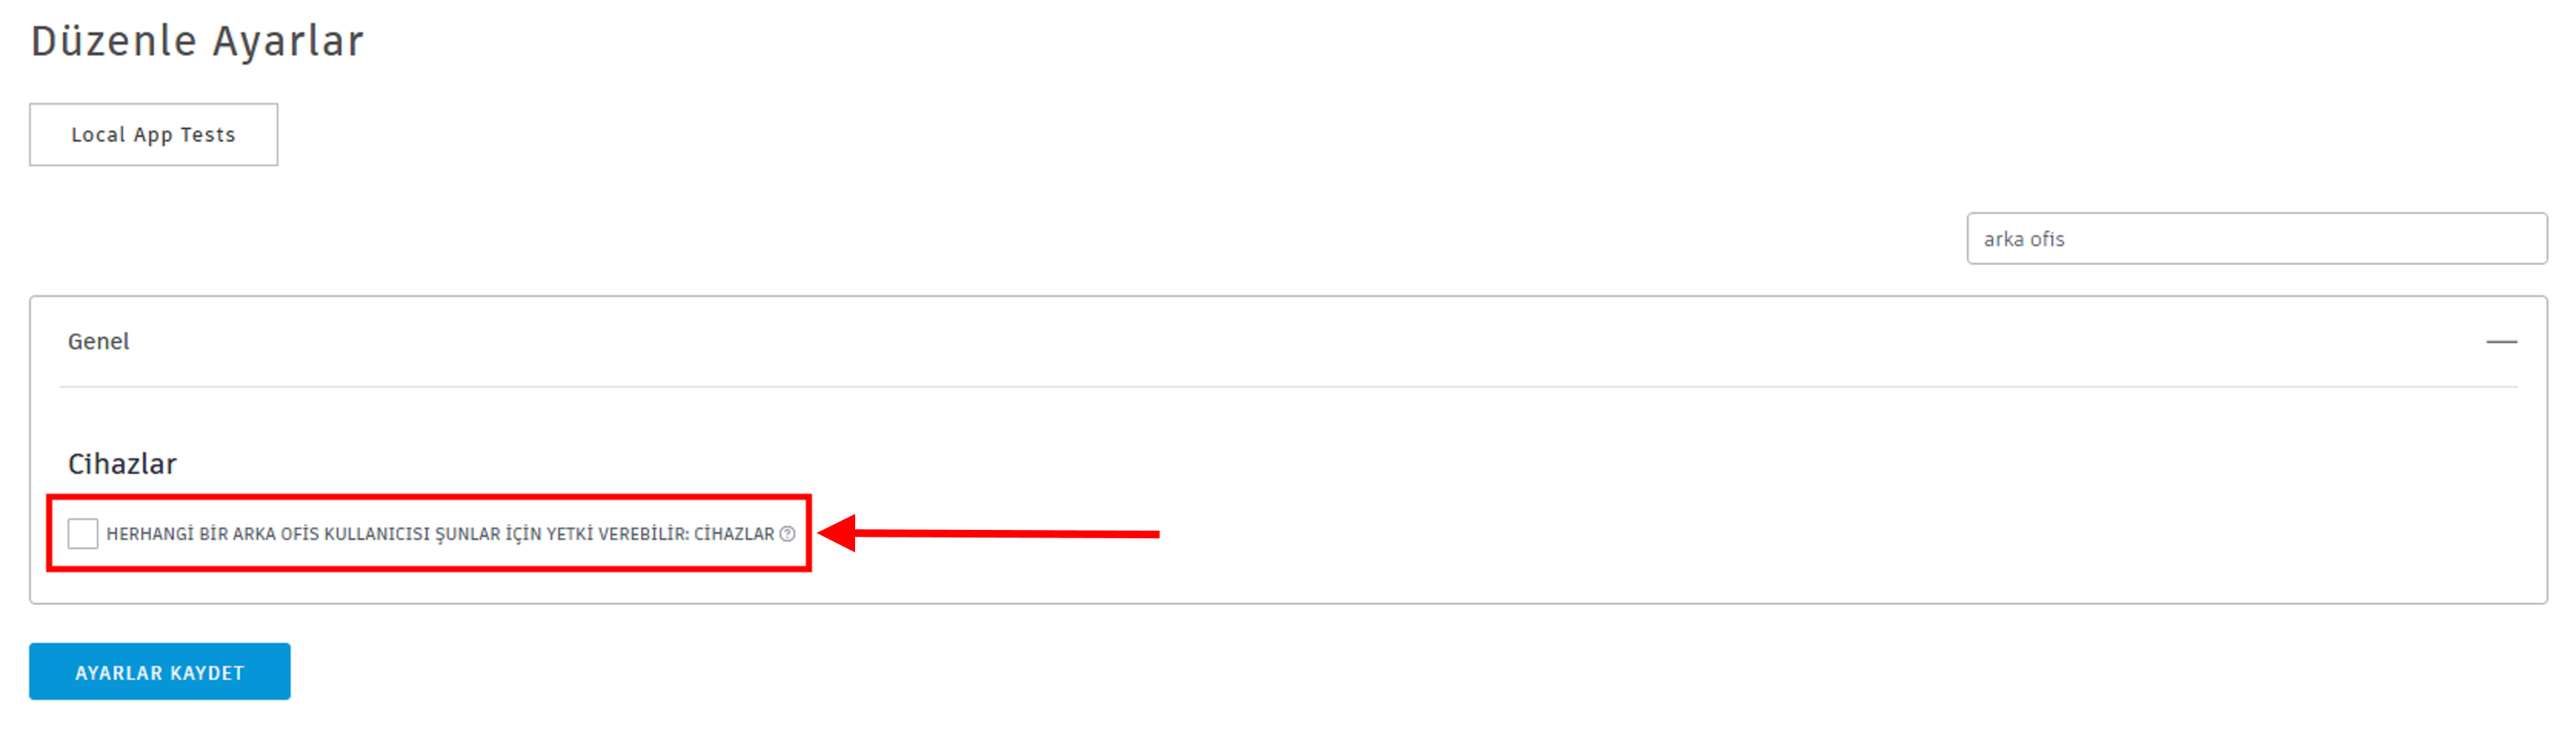 Düzenle Ayarlar
Local App Tests
arka ofis
Genel
Cihazlar
HERHANGİ BİR ARKA OFİS KULLANICISI ŞUNLAR İÇİN YETKİ VEREBİLİR: CİHAZLAR ?
AYARLAR KAYDET